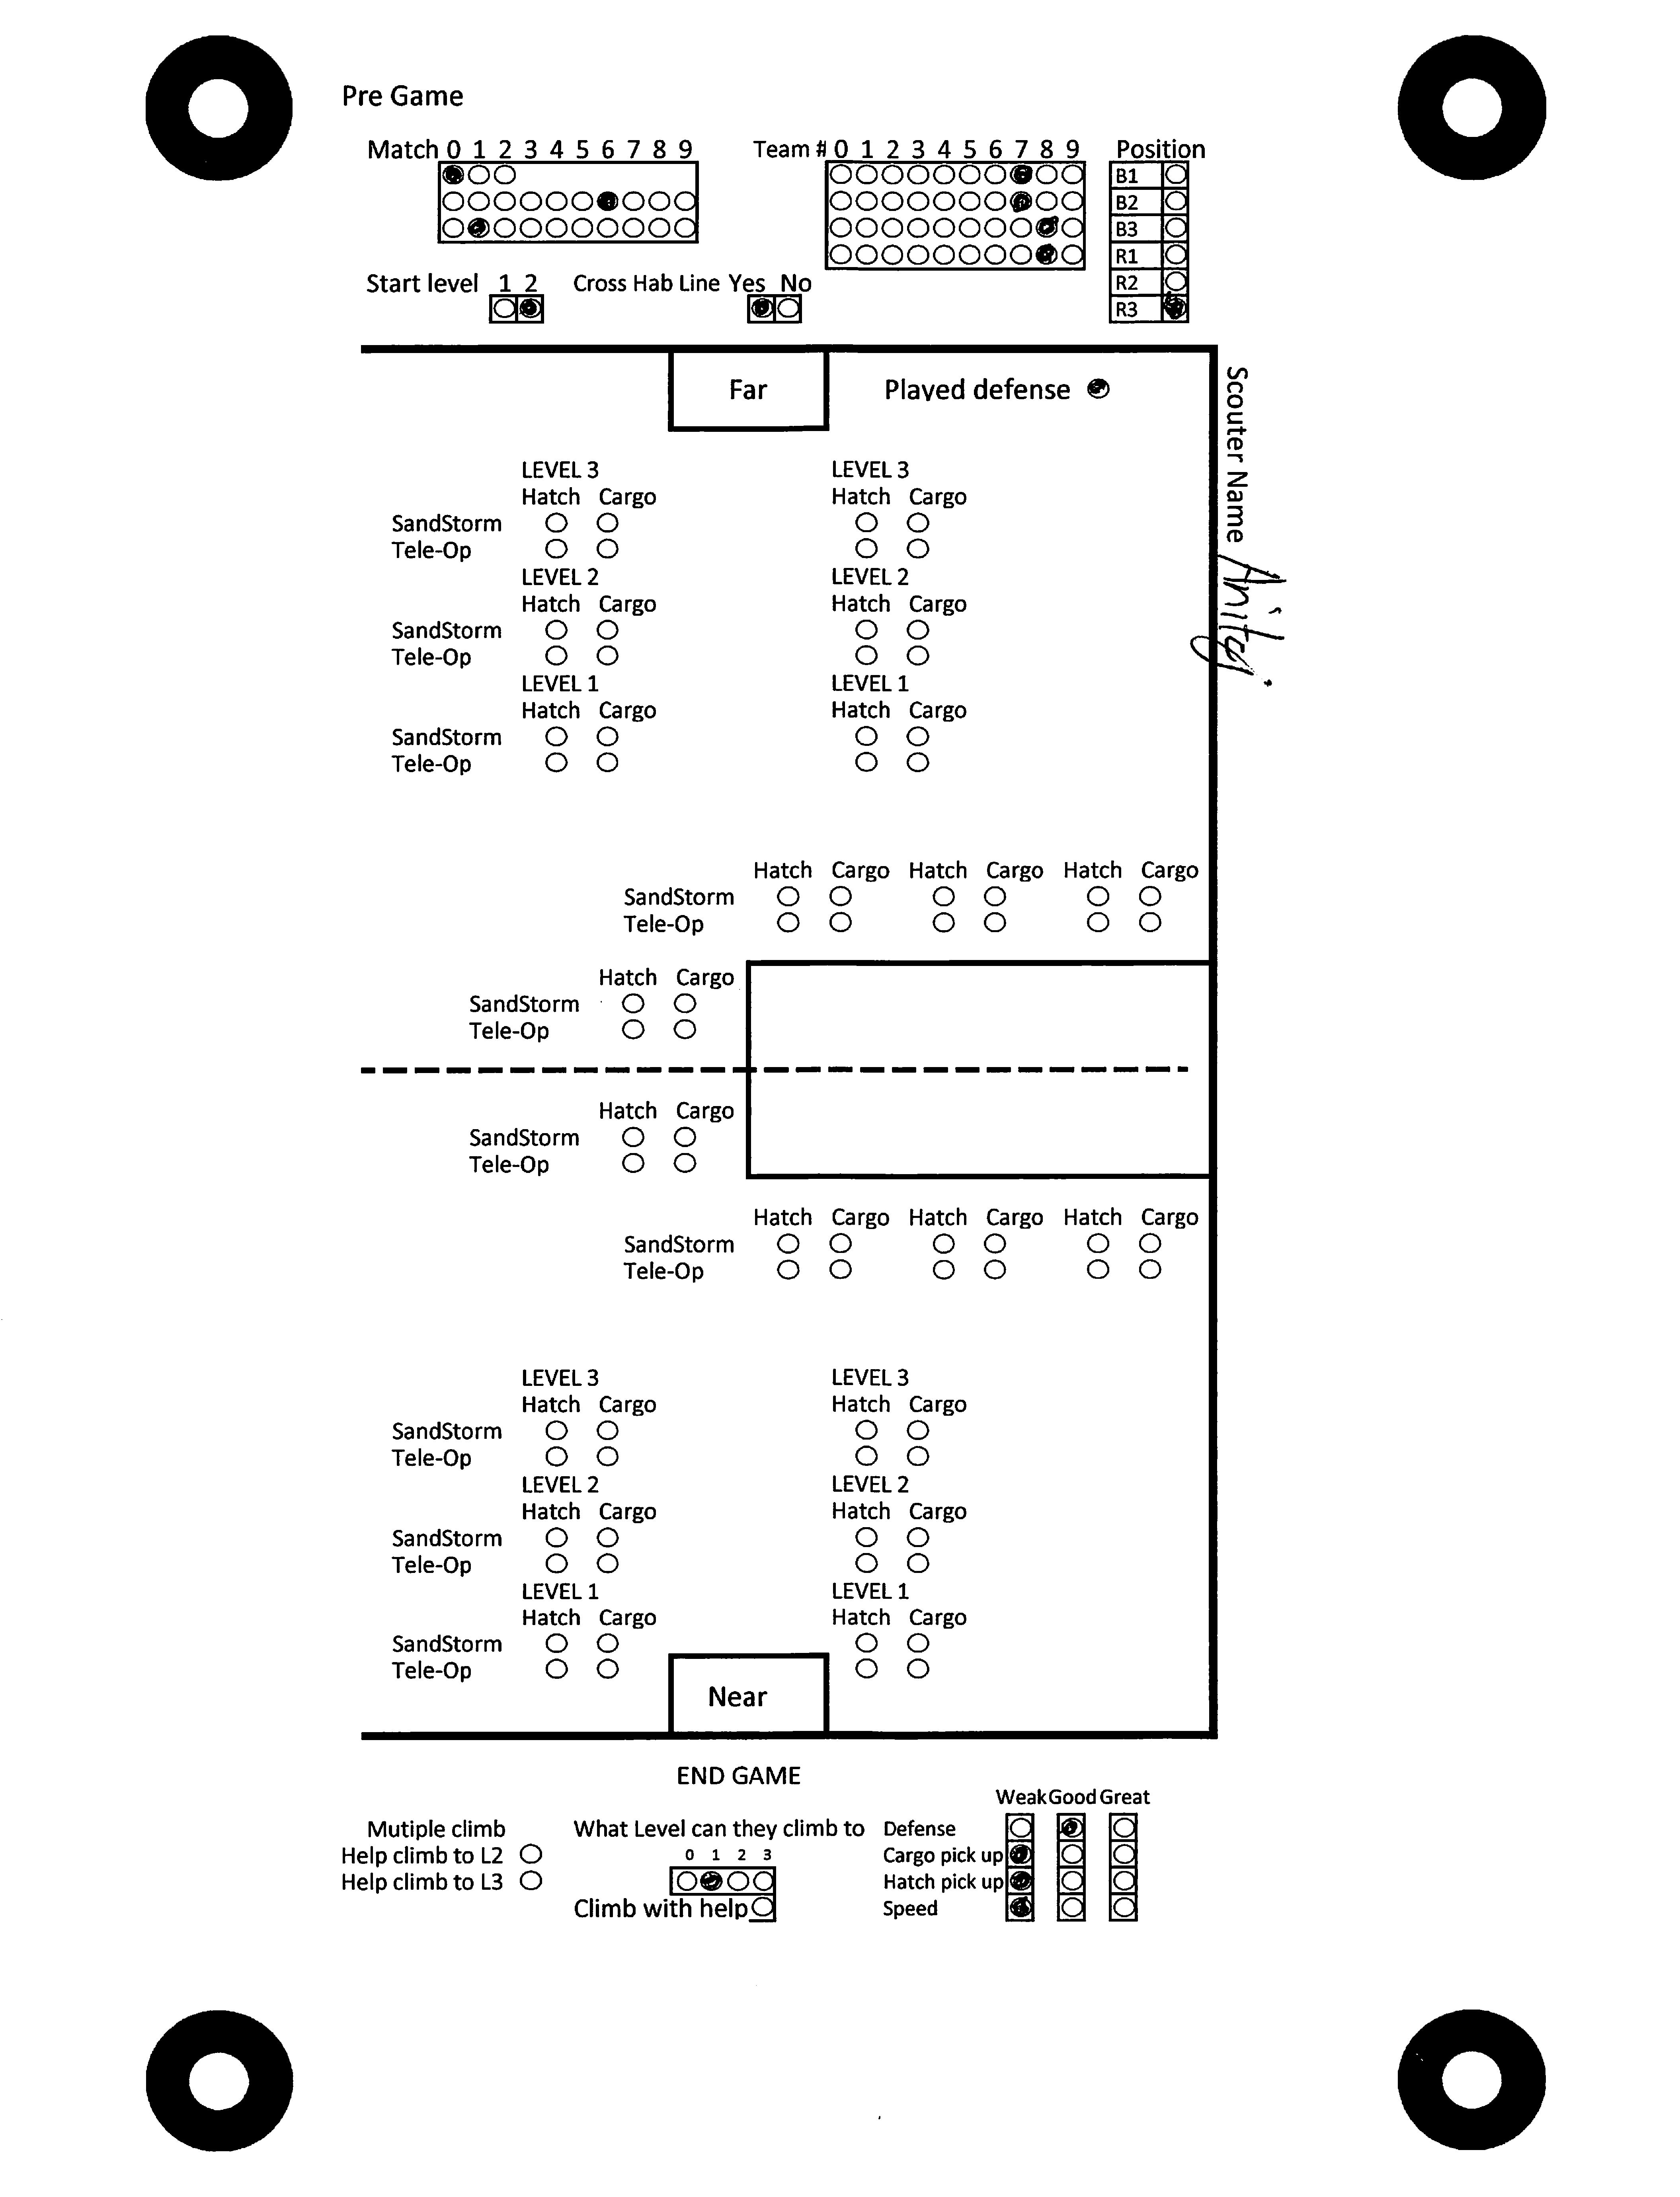 Pre Game
Match 0 1 2 3 4 5 6 7 8 9
Team # 0 1 2 3 4 5 6 7 8 9
Position
B1
B2
B3
R1
R2
R3
Start level 1 2
Cross Hab Line Yes No
Far
Played defense
Scouter Name Anita
LEVEL 3 LEVEL 3
Hatch Cargo Hatch Cargo
SandStorm
Tele-Op
LEVEL 2 LEVEL 2
Hatch Cargo Hatch Cargo
SandStorm
Tele-Op
LEVEL 1 LEVEL 1
Hatch Cargo Hatch Cargo
SandStorm
Tele-Op
Hatch Cargo Hatch Cargo Hatch Cargo
SandStorm
Tele-Op
Hatch Cargo
SandStorm
Tele-Op
Hatch Cargo
SandStorm
Tele-Op
Hatch Cargo Hatch Cargo Hatch Cargo
SandStorm
Tele-Op
LEVEL 3 LEVEL 3
Hatch Cargo Hatch Cargo
SandStorm
Tele-Op
LEVEL 2 LEVEL 2
Hatch Cargo Hatch Cargo
SandStorm
Tele-Op
LEVEL 1 LEVEL 1
Hatch Cargo Hatch Cargo
SandStorm
Tele-Op
Near
END GAME
Mutiple climb
Help climb to L2
Help climb to L3
What Level can they climb to
0 1 2 3
Climb with help
Weak Good Great
Defense
Cargo pick up
Hatch pick up
Speed